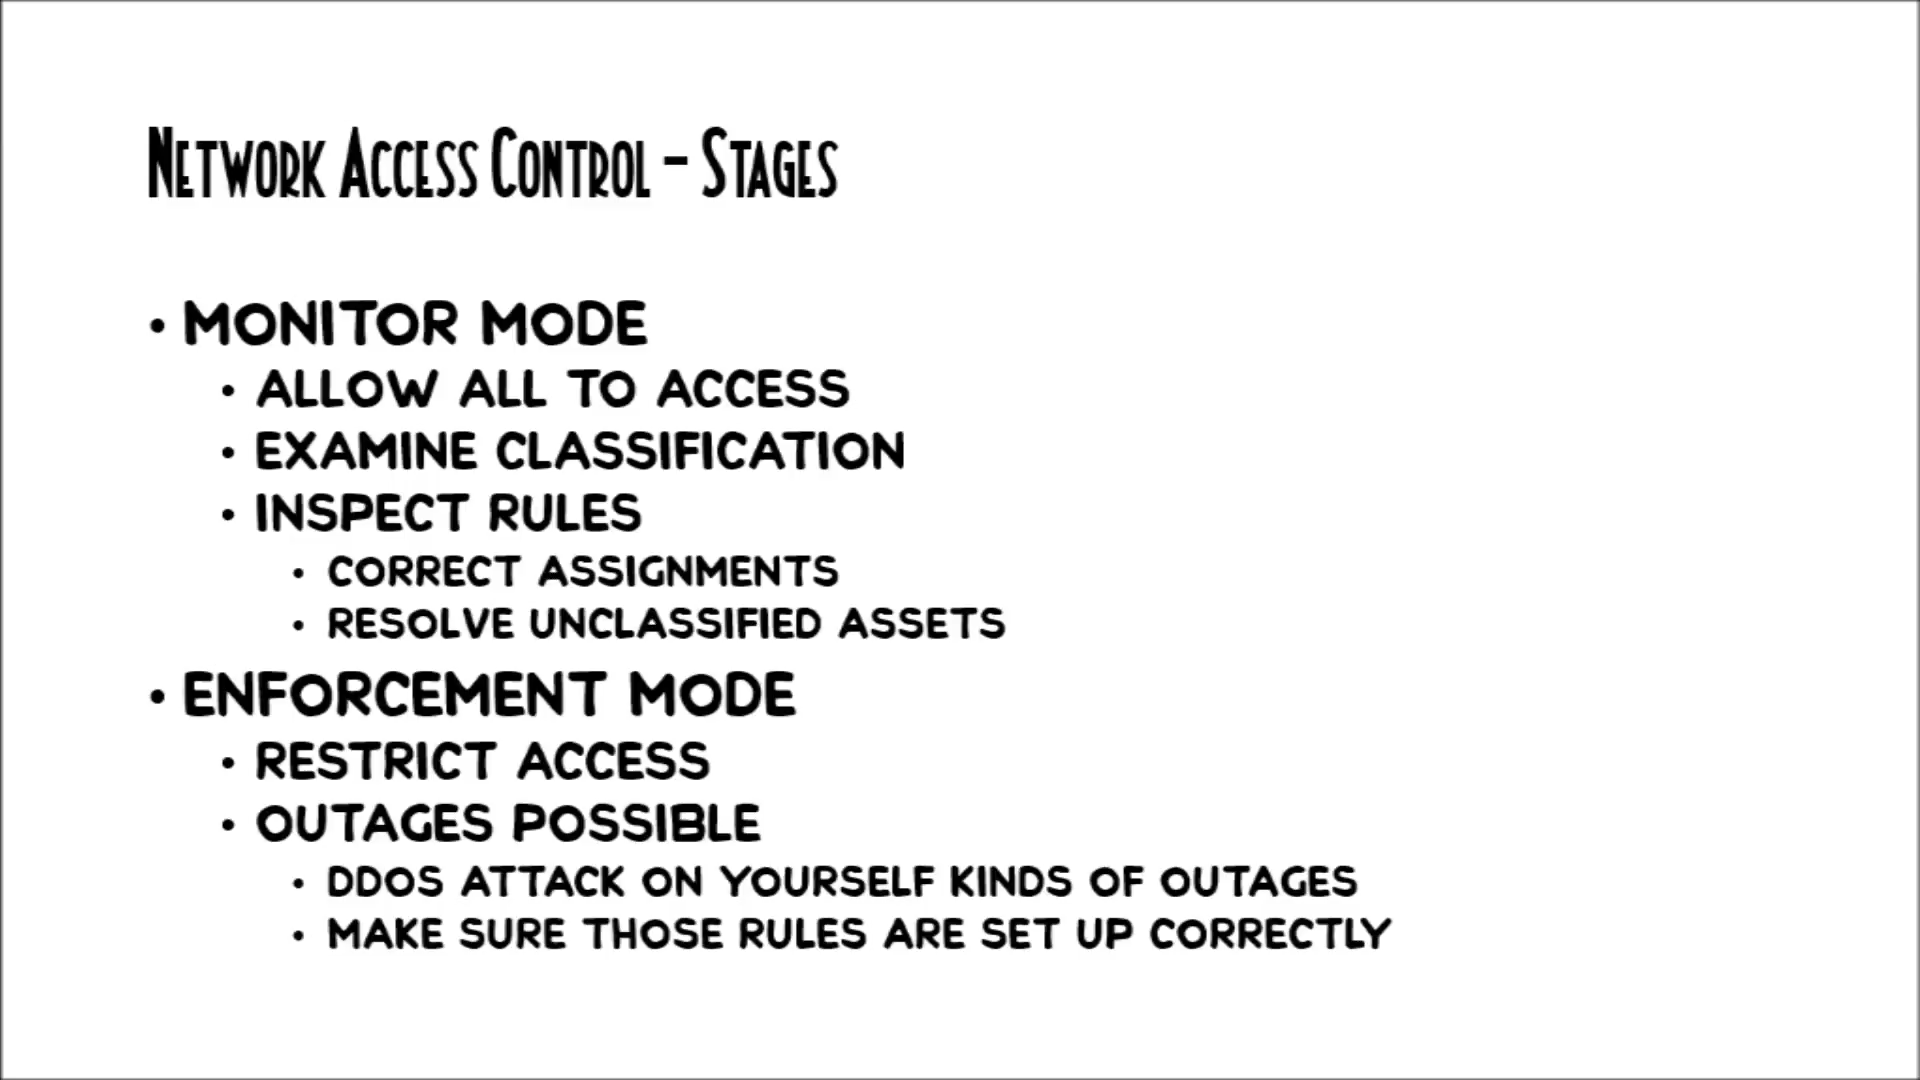 Network Access Control – Stages
• MONITOR MODE
• ALLOW ALL TO ACCESS
• EXAMINE CLASSIFICATION
• INSPECT RULES
• CORRECT ASSIGNMENTS
• RESOLVE UNCLASSIFIED ASSETS
• ENFORCEMENT MODE
• RESTRICT ACCESS
• OUTAGES POSSIBLE
• DDOS ATTACK ON YOURSELF KINDS OF OUTAGES
• MAKE SURE THOSE RULES ARE SET UP CORRECTLY